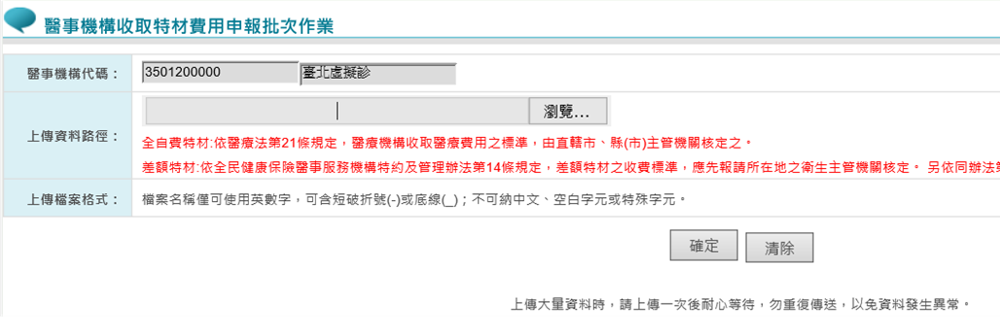 醫事機構收取特材費用申報批次作業
醫事機構代碼： 3501200000 臺北虛擬診
上傳資料路徑： 瀏覽...
全自費特材:依醫療法第21條規定，醫療機構收取醫療費用之標準，由直轄市、縣(市)主管機關核定之。
差額特材:依全民健康保險醫事服務機構特約及管理辦法第14條規定，差額特材之收費標準，應先報請所在地之衛生主管機關核定。 另依同辦法第
上傳檔案格式： 檔案名稱僅可使用英數字，可含短破折號(-)或底線(_)；不可納中文、空白字元或特殊字元。
確定 清除
上傳大量資料時，請上傳一次後耐心等待，勿重復傳送，以免資料發生異常。